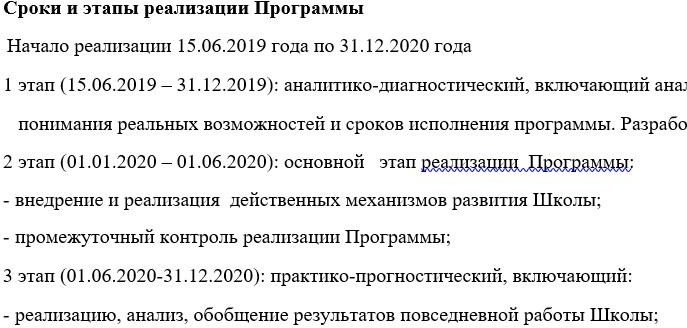 Сроки и этапы реализации Программы
Начало реализации 15.06.2019 года по 31.12.2020 года
1 этап (15.06.2019 – 31.12.2019): аналитико-диагностический, включающий анал
понимания реальных возможностей и сроков исполнения программы. Разрабо
2 этап (01.01.2020 – 01.06.2020): основной этап реализации Программы:
- внедрение и реализация действенных механизмов развития Школы;
- промежуточный контроль реализации Программы;
3 этап (01.06.2020-31.12.2020): практико-прогностический, включающий:
- реализацию, анализ, обобщение результатов повседневной работы Школы;